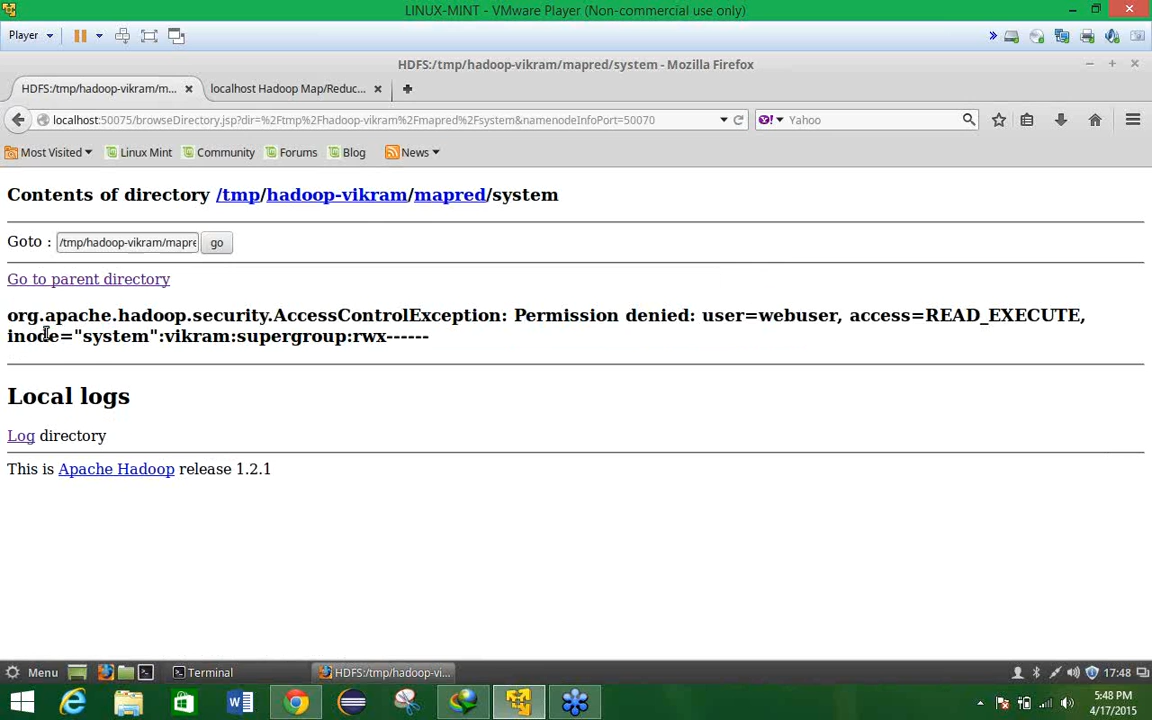 LINUX-MINT - VMware Player (Non-commercial use only)
Player
HDFS:/tmp/hadoop-vikram/mapred/system - Mozilla Firefox
HDFS:/tmp/hadoop-vikram/m... localhost Hadoop Map/Reduc...
localhost:50075/browseDirectory.jsp?dir=%2Ftmp%2Fhadoop-vikram%2Fmapred%2Fsystem&namenodeInfoPort=50070 Yahoo
Most Visited Linux Mint Community Forums Blog News
Contents of directory /tmp/hadoop-vikram/mapred/system
Goto : /tmp/hadoop-vikram/mapre go
Go to parent directory
org.apache.hadoop.security.AccessControlException: Permission denied: user=webuser, access=READ_EXECUTE,
inode="system":vikram:supergroup:rwx------
Local logs
Log directory
This is Apache Hadoop release 1.2.1
Menu Terminal HDFS:/tmp/hadoop-vi... 17:48
5:48 PM
4/17/2015